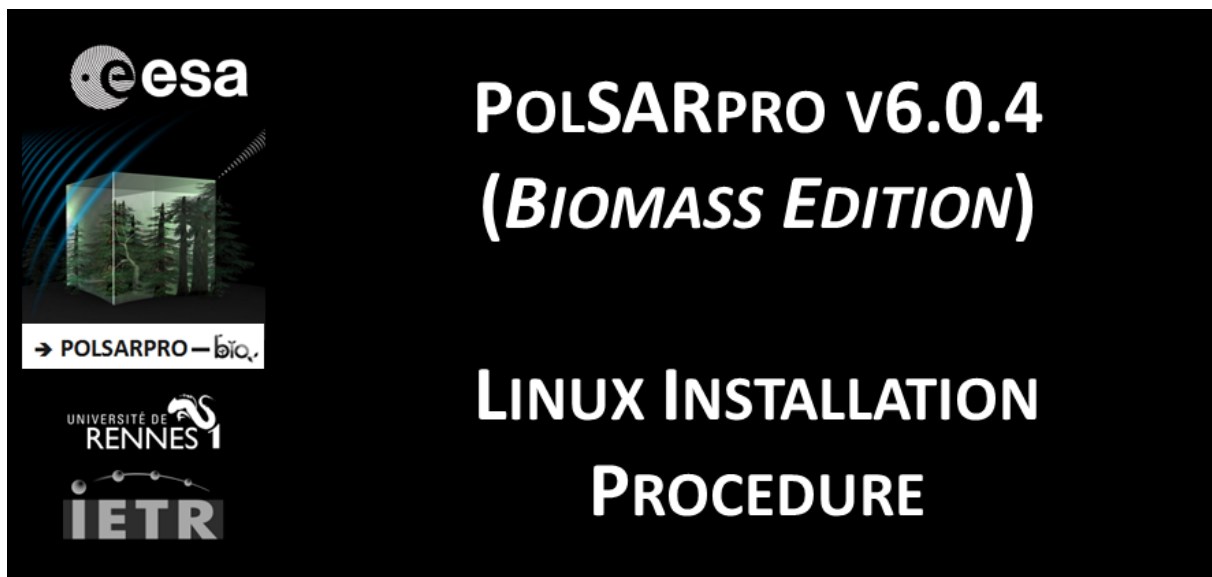 esa
→ POLSARPRO — bio
UNIVERSITÉ DE
RENNES 1
IETR
POLSARPRO V6.0.4
(BIOMASS EDITION)
LINUX INSTALLATION
PROCEDURE